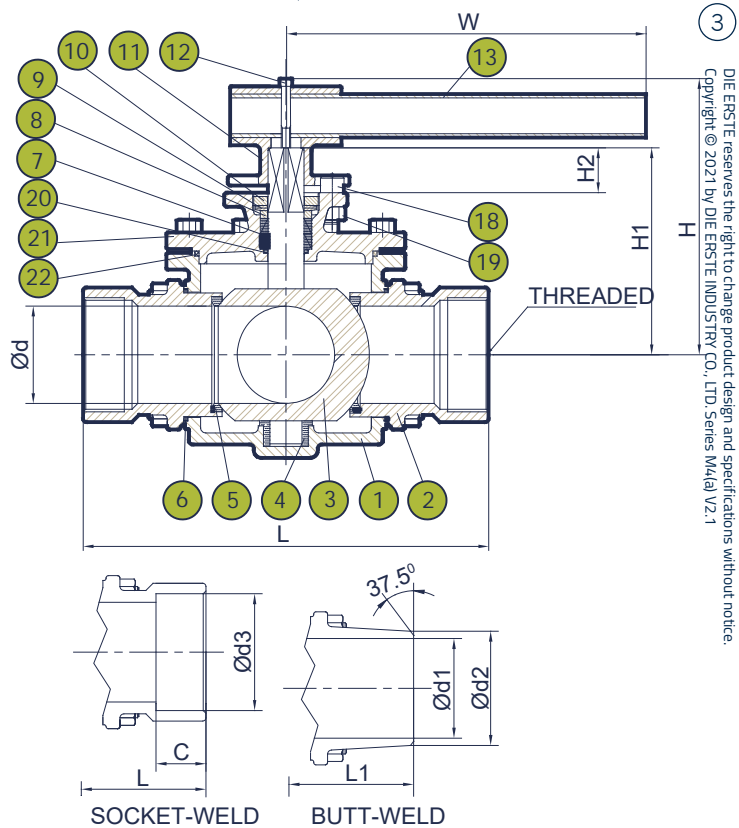 W
3
10
11
12
13
9
8
7
20
21
22
H2
H1
H
18
19
THREADED
Ød
6
5
4
3
1
2
L
37.5⁰
Ød3
C
L
SOCKET-WELD
Ød1
Ød2
L1
BUTT-WELD
DIE ERSTE reserves the right to change product design and specifications without notice.
Copyright © 2021 by DIE ERSTE INDUSTRY CO., LTD. Series M4(a) V2.1